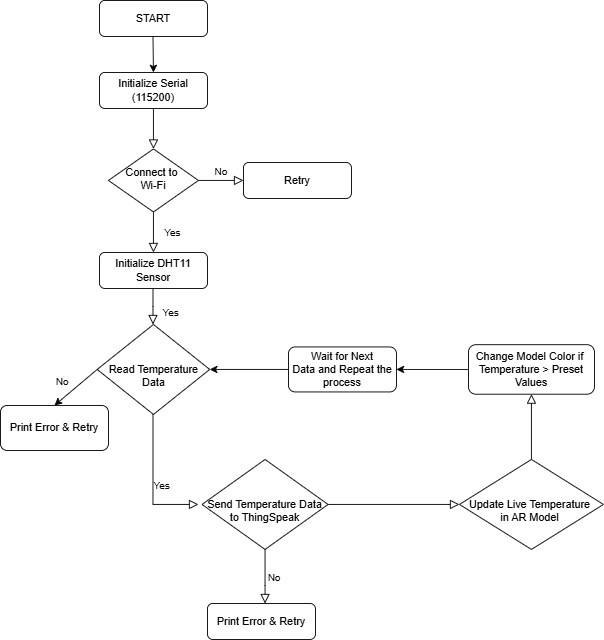 START
Initialize Serial
(115200)
Connect to
Wi-Fi
No
Retry
Yes
Initialize DHT11
Sensor
Yes
Read Temperature
Data
Wait for Next
Data and Repeat the
process
Change Model Color if
Temperature > Preset
Values
No
Print Error & Retry
Yes
Send Temperature Data
to ThingSpeak
Update Live Temperature
in AR Model
No
Print Error & Retry